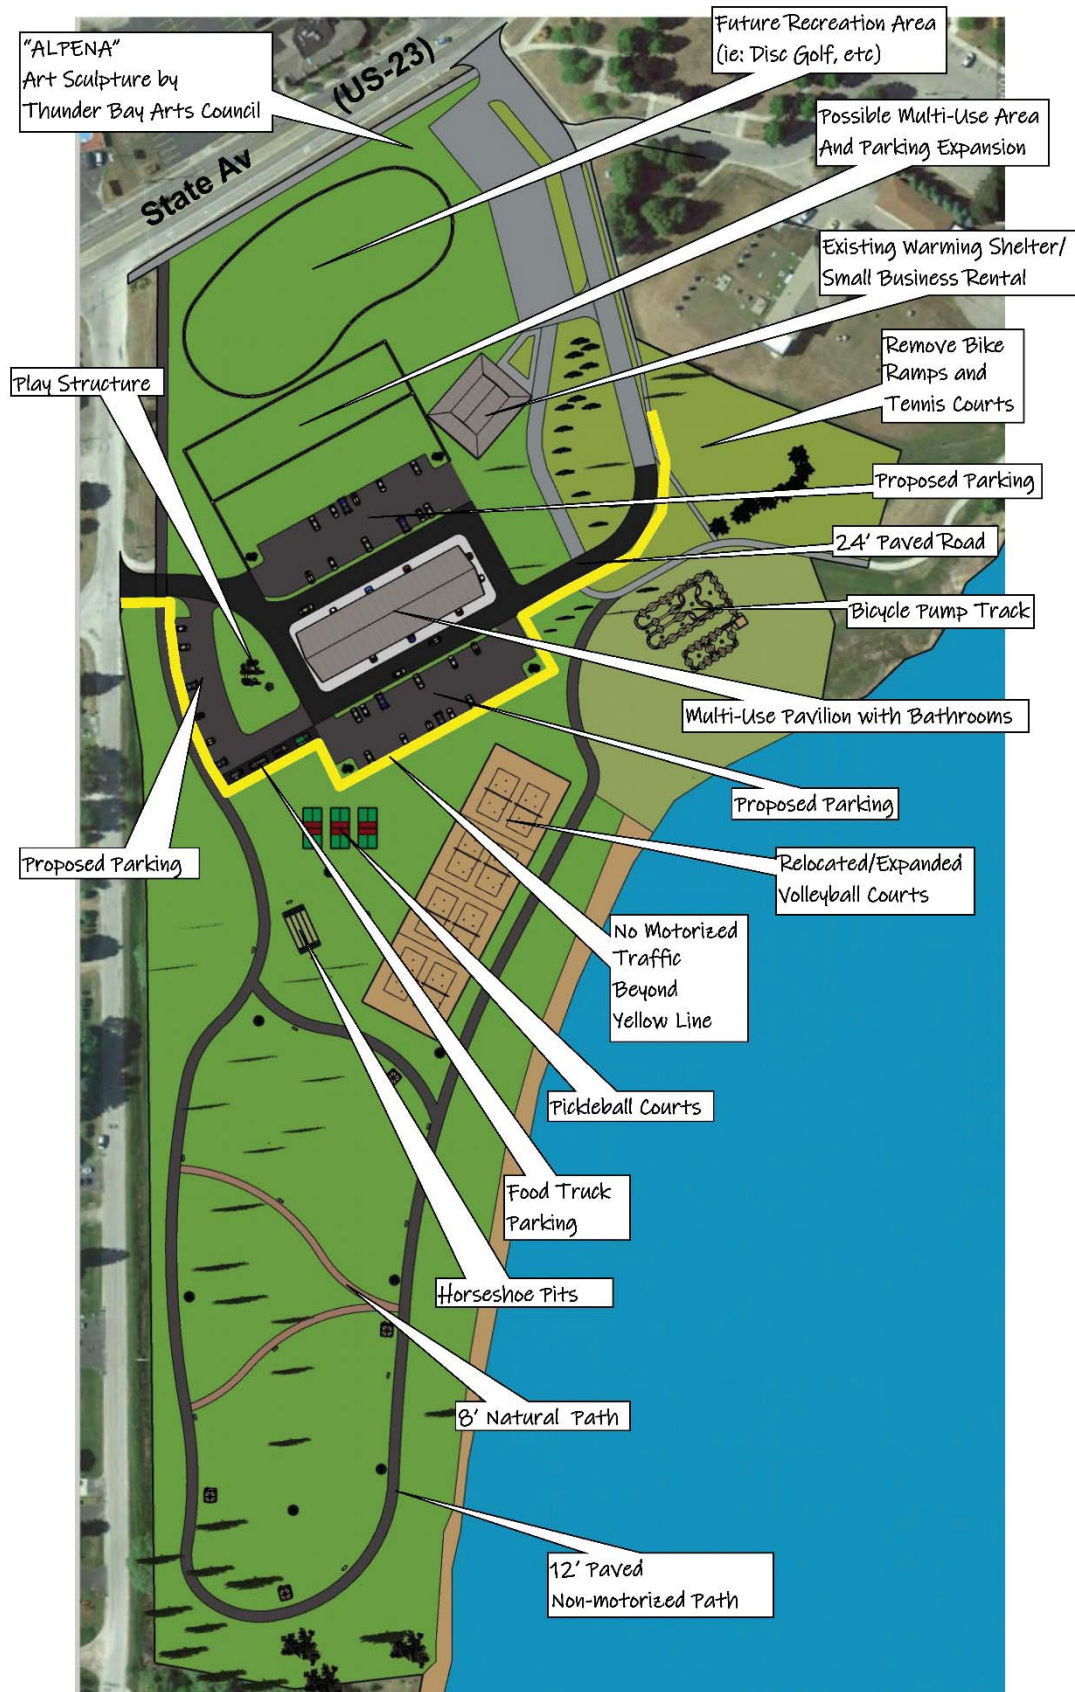 "ALPENA"
Art Sculpture by
Thunder Bay Arts Council
Future Recreation Area
(ie: Disc Golf, etc)
State Av (US-23)
Possible Multi-Use Area
And Parking Expansion
Existing Warming Shelter/
Small Business Rental
Remove Bike
Ramps and
Tennis Courts
Play Structure
Proposed Parking
24' Paved Road
Bicycle Pump Track
Multi-Use Pavilion with Bathrooms
Proposed Parking
Proposed Parking
Relocated/Expanded
Volleyball Courts
No Motorized
Traffic
Beyond
Yellow Line
Pickleball Courts
Food Truck
Parking
Horseshoe Pits
8' Natural Path
12' Paved
Non-motorized Path